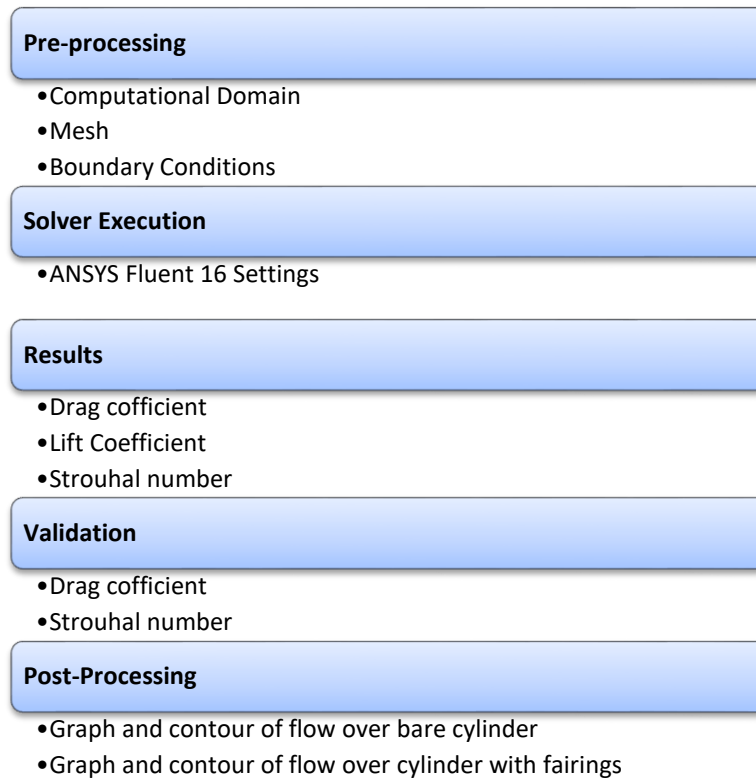 Pre-processing
•Computational Domain
•Mesh
•Boundary Conditions
Solver Execution
•ANSYS Fluent 16 Settings
Results
•Drag cofficient
•Lift Coefficient
•Strouhal number
Validation
•Drag cofficient
•Strouhal number
Post-Processing
•Graph and contour of flow over bare cylinder
•Graph and contour of flow over cylinder with fairings